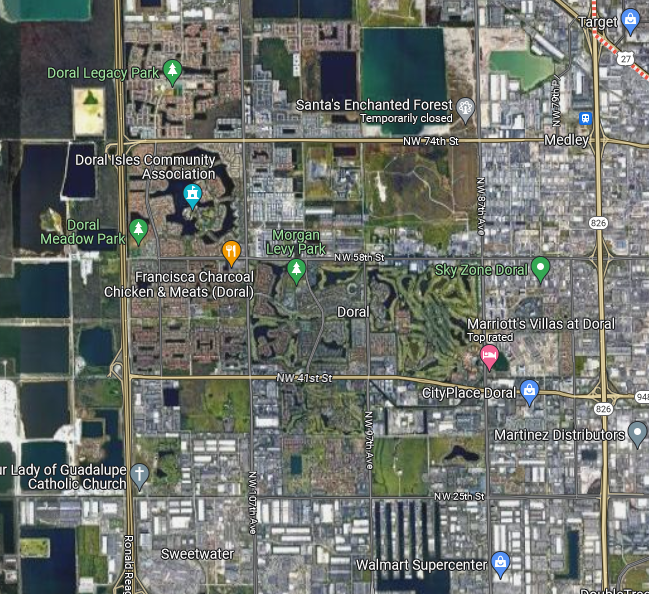 Target
27
Doral Legacy Park
Santa's Enchanted Forest
Temporarily closed
NW 74th St
Medley
Doral Isles Community
Association
NW 87th Ave
826
Doral
Meadow Park
Morgan
Levy Park
NW 58th St
Sky Zone Doral
Francisca Charcoal
Chicken & Meats (Doral)
Doral
Marriott's Villas at Doral
Top rated
NW 41st St
CityPlace Doral
948
826
NW 97th Ave
Martinez Distributors
ur Lady of Guadalupe
Catholic Church
NW 107th Ave
NW 25th St
Ronald Reag
Sweetwater
Walmart Supercenter
DoubleTree